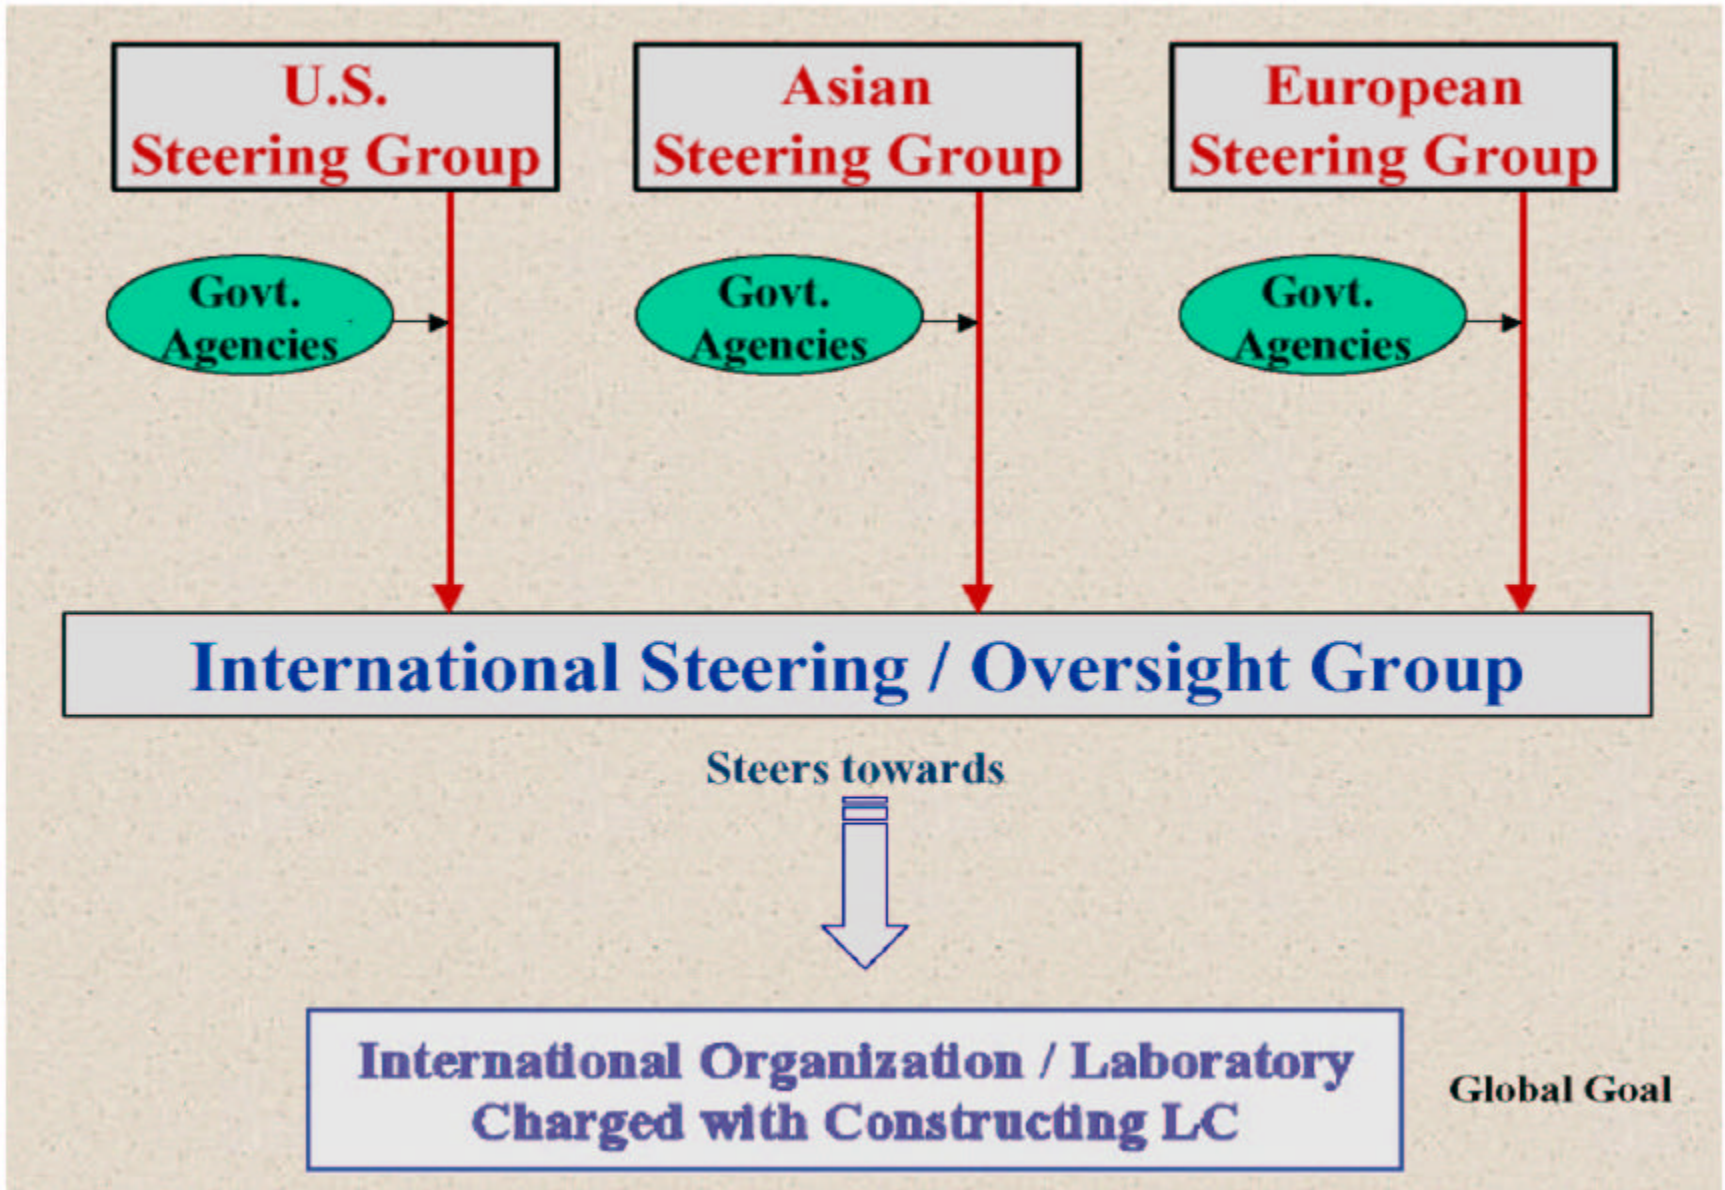 U.S.
Steering Group
Asian
Steering Group
European
Steering Group
Govt.
Agencies
Govt.
Agencies
Govt.
Agencies
International Steering / Oversight Group
Steers towards
International Organization / Laboratory
Charged with Constructing LC
Global Goal